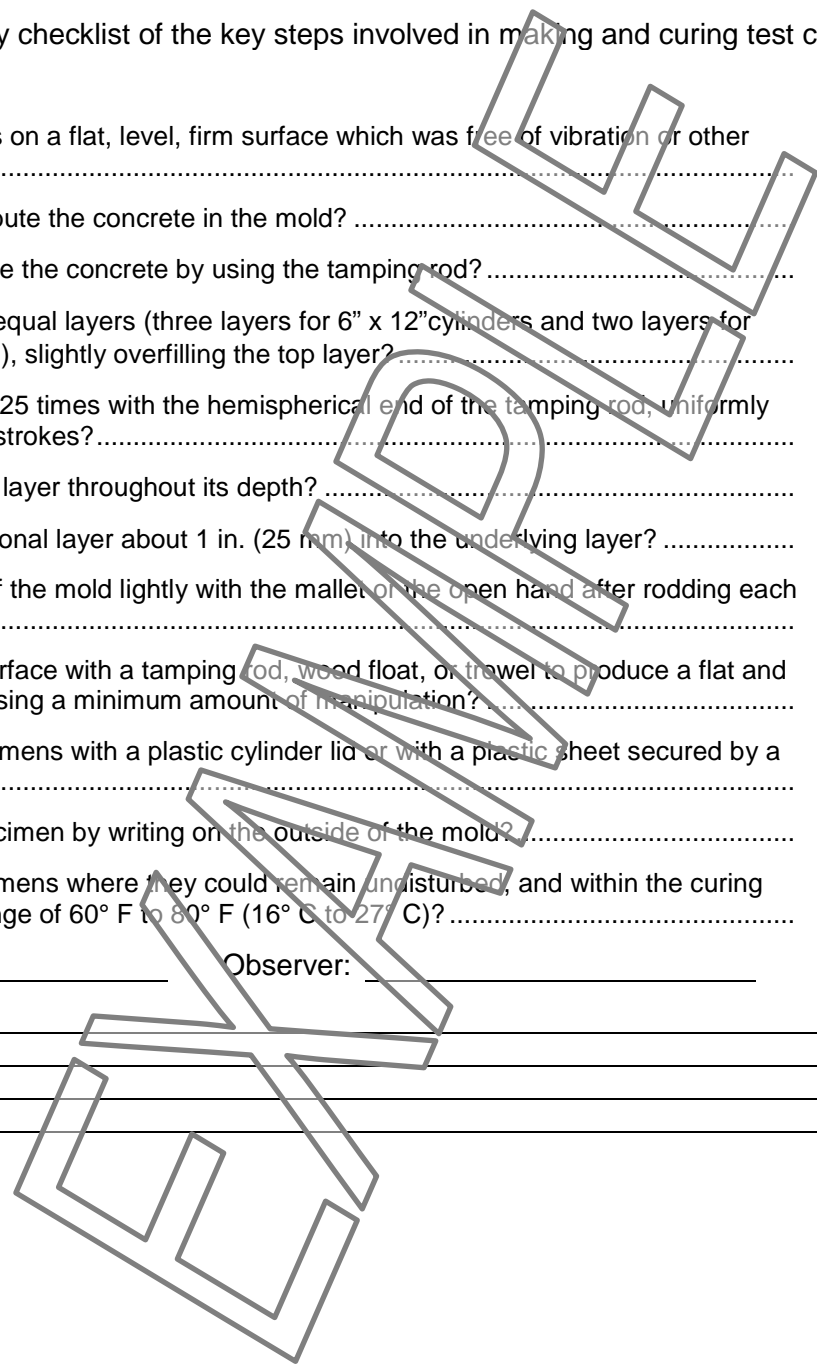 y checklist of the key steps involved in making and curing test c
s on a flat, level, firm surface which was free of vibration or other
................................................................................
oute the concrete in the mold? ................................................................................
e the concrete by using the tamping rod? ....................................................
equal layers (three layers for 6” x 12”cylinders and two layers for
), slightly overfilling the top layer? ....................................................................
25 times with the hemispherical end of the tamping rod, uniformly
strokes? ................................................................................
layer throughout its depth? ................................................................................
onal layer about 1 in. (25 mm) into the underlying layer? ......................
f the mold lightly with the mallet or the open hand after rodding each
................................................................................
rface with a tamping rod, wood float, or trowel to produce a flat and
sing a minimum amount of manipulation? ....................................................
mens with a plastic cylinder lid or with a plastic sheet secured by a
................................................................................
cimen by writing on the outside of the mold? ..............................................
mens where they could remain undisturbed, and within the curing
nge of 60° F to 80° F (16° C to 27° C)? ..........................................................
Observer:
EXAMPLE